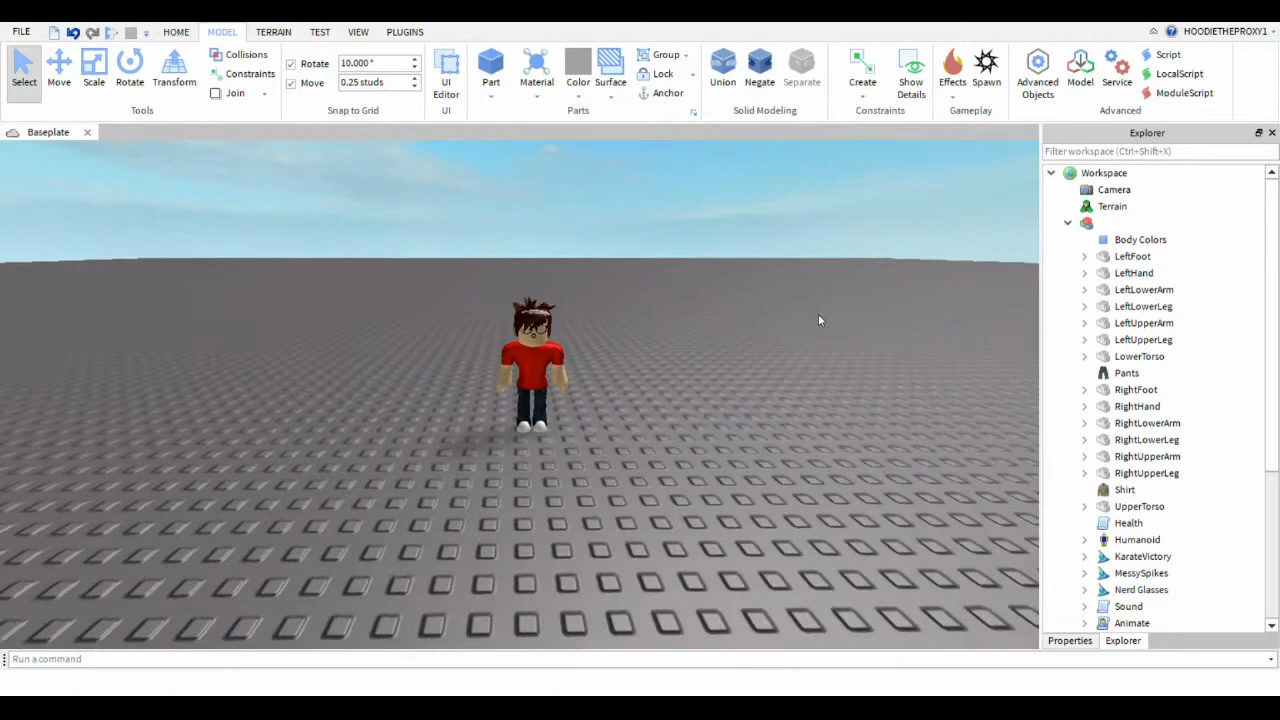 FILE HOME MODEL TERRAIN TEST VIEW PLUGINS HOODIETHEPROXY1
Select Move Scale Rotate Transform
Collisions
Constraints
Join
Tools
Rotate 10.000 °
Move 0.25 studs
Snap to Grid
UI Editor
UI
Part Material Color Surface
Group
Lock
Anchor
Parts
Union Negate Separate
Solid Modeling
Create Show Details
Constraints
Effects Spawn
Gameplay
Advanced Objects Model Service
Script
LocalScript
ModuleScript
Advanced
Baseplate
Explorer
Filter workspace (Ctrl+Shift+X)
Workspace
Camera
Terrain
Body Colors
LeftFoot
LeftHand
LeftLowerArm
LeftLowerLeg
LeftUpperArm
LeftUpperLeg
LowerTorso
Pants
RightFoot
RightHand
RightLowerArm
RightLowerLeg
RightUpperArm
RightUpperLeg
Shirt
UpperTorso
Health
Humanoid
KarateVictory
MessySpikes
Nerd Glasses
Sound
Animate
Properties Explorer
Run a command